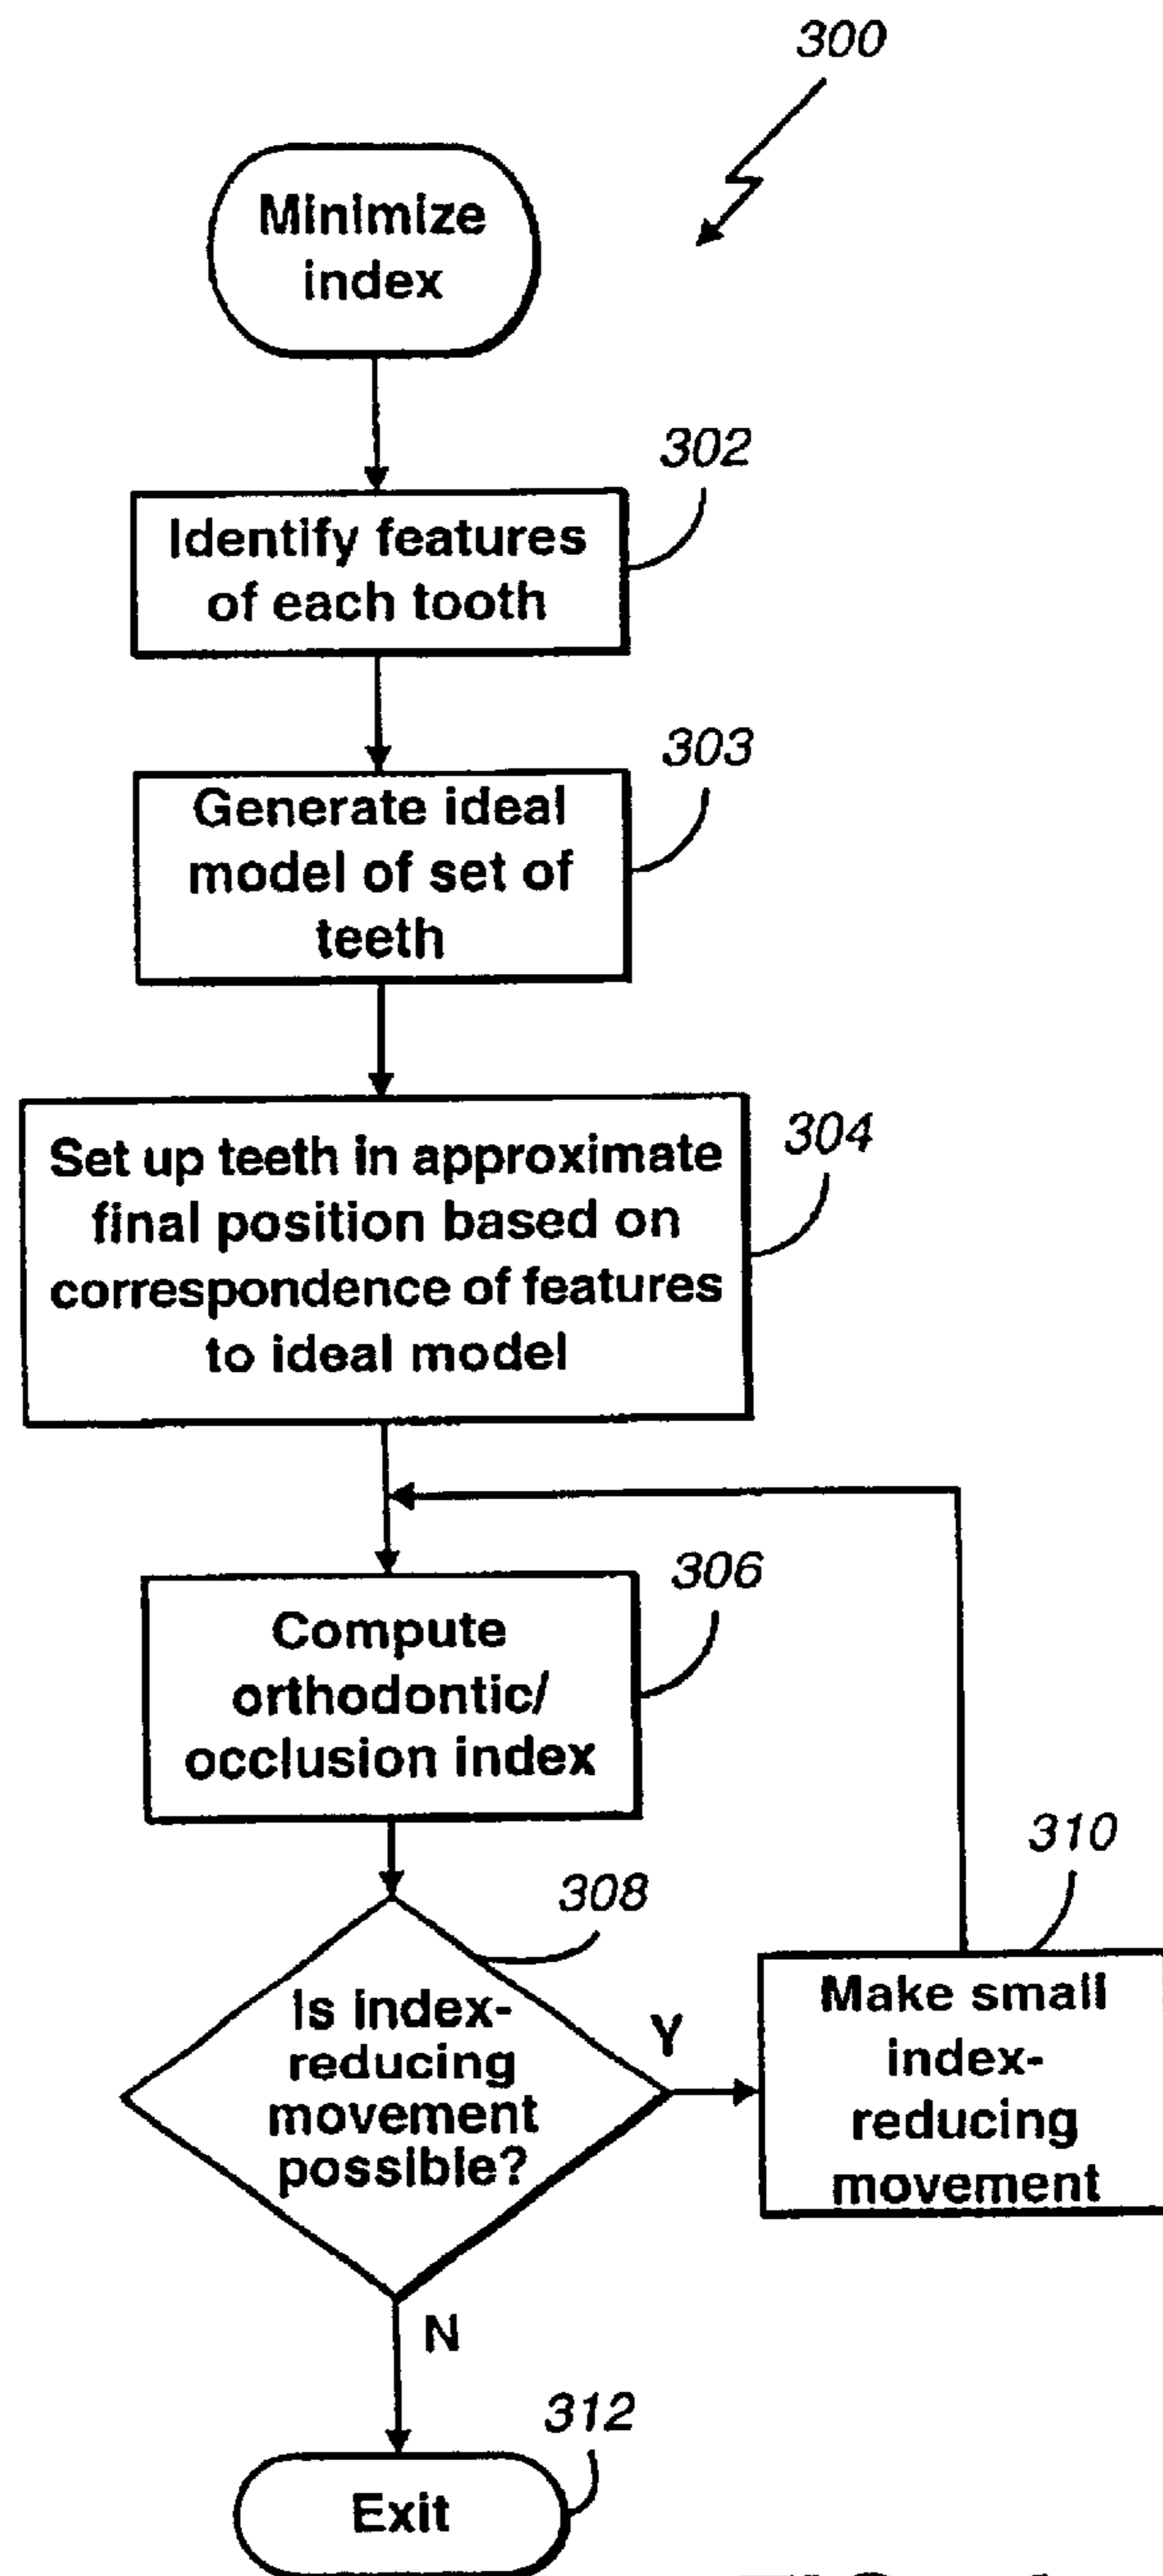 300
Minimize
index
302
Identify features
of each tooth
303
Generate ideal
model of set of
teeth
304
Set up teeth in approximate
final position based on
correspondence of features
to ideal model
306
Compute
orthodontic/
occlusion index
308
Is index-
reducing
movement
possible?
Y
310
Make small
index-
reducing
movement
N
312
Exit